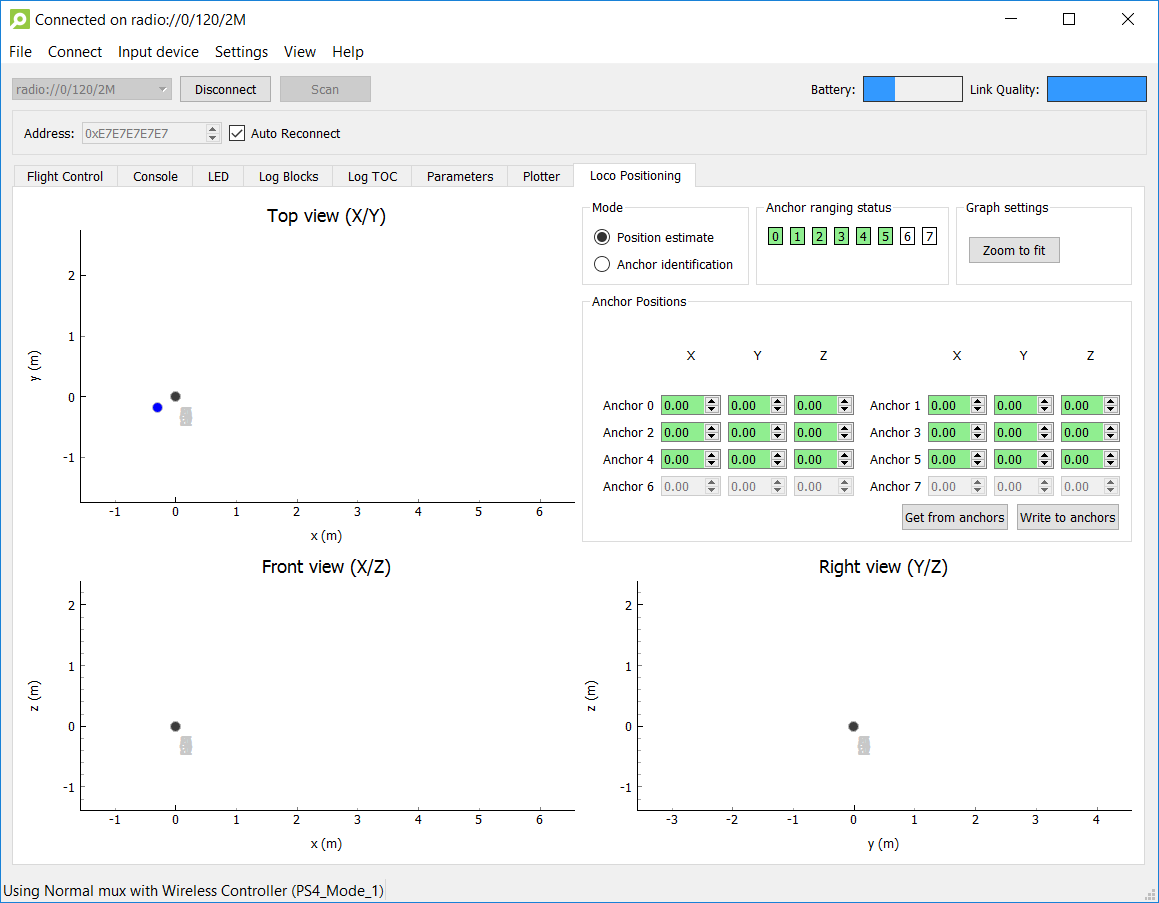 Connected on radio://0/120/2M
File Connect Input device Settings View Help
radio://0/120/2M Disconnect Scan Battery: Link Quality:
Address: 0xE7E7E7E7E7 Auto Reconnect
Flight Control Console LED Log Blocks Log TOC Parameters Plotter Loco Positioning
Top view (X/Y)
2
1
0
-1
y (m)
-1 0 1 2 3 4 5 6
x (m)
Mode
Position estimate
Anchor identification
Anchor ranging status
0 1 2 3 4 5 6 7
Graph settings
Zoom to fit
Anchor Positions
X Y Z X Y Z
Anchor 0 0.00 0.00 0.00 Anchor 1 0.00 0.00 0.00
Anchor 2 0.00 0.00 0.00 Anchor 3 0.00 0.00 0.00
Anchor 4 0.00 0.00 0.00 Anchor 5 0.00 0.00 0.00
Anchor 6 0.00 0.00 0.00 Anchor 7 0.00 0.00 0.00
Get from anchors Write to anchors
Front view (X/Z)
2
1
0
-1
z (m)
-1 0 1 2 3 4 5 6
x (m)
Right view (Y/Z)
2
1
0
-1
z (m)
-3 -2 -1 0 1 2 3 4
y (m)
Using Normal mux with Wireless Controller (PS4_Mode_1)